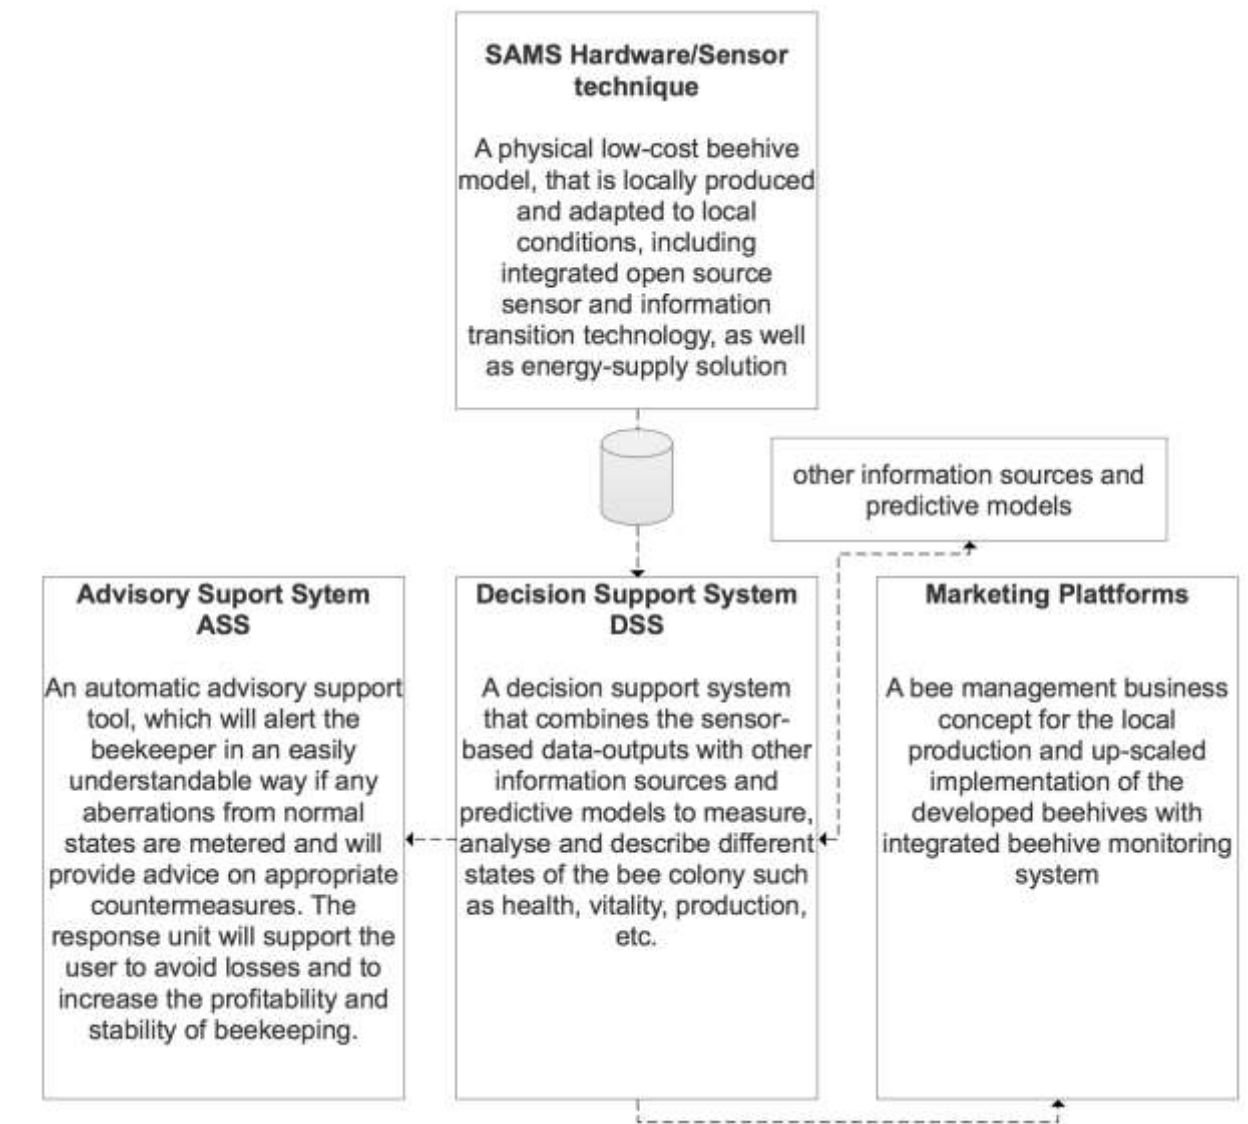 SAMS Hardware/Sensor
technique
A physical low-cost beehive
model, that is locally produced
and adapted to local
conditions, including
integrated open source
sensor and information
transition technology, as well
as energy-supply solution
other information sources and
predictive models
Advisory Suport Sytem
ASS
An automatic advisory support
tool, which will alert the
beekeeper in an easily
understandable way if any
aberrations from normal
states are metered and will
provide advice on appropriate
countermeasures. The
response unit will support the
user to avoid losses and to
increase the profitability and
stability of beekeeping.
Decision Support System
DSS
A decision support system
that combines the sensor-
based data-outputs with other
information sources and
predictive models to measure,
analyse and describe different
states of the bee colony such
as health, vitality, production,
etc.
Marketing Plattforms
A bee management business
concept for the local
production and up-scaled
implementation of the
developed beehives with
integrated beehive monitoring
system